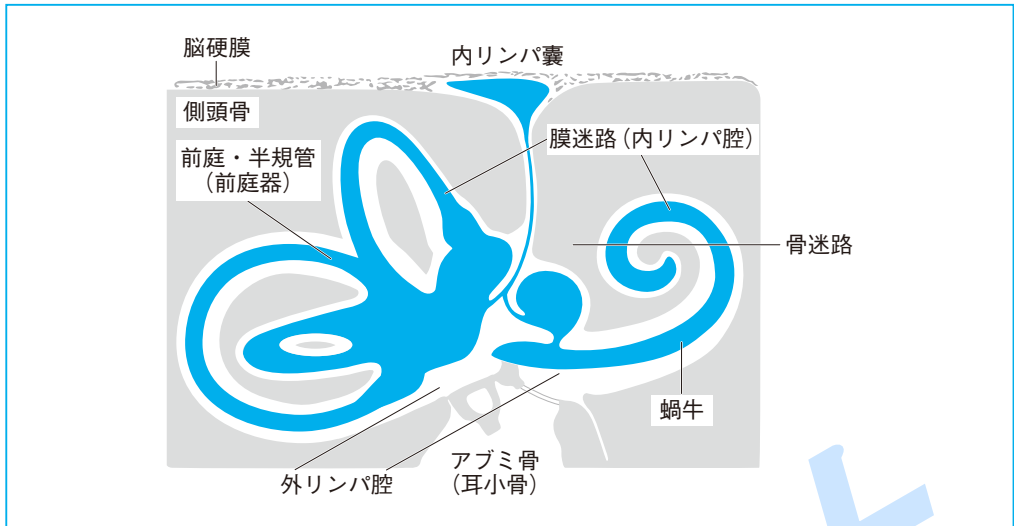 脳硬膜
内リンパ嚢
側頭骨
前庭・半規管
（前庭器）
膜迷路（内リンパ腔）
骨迷路
蝸牛
外リンパ腔
アブミ骨
（耳小骨）